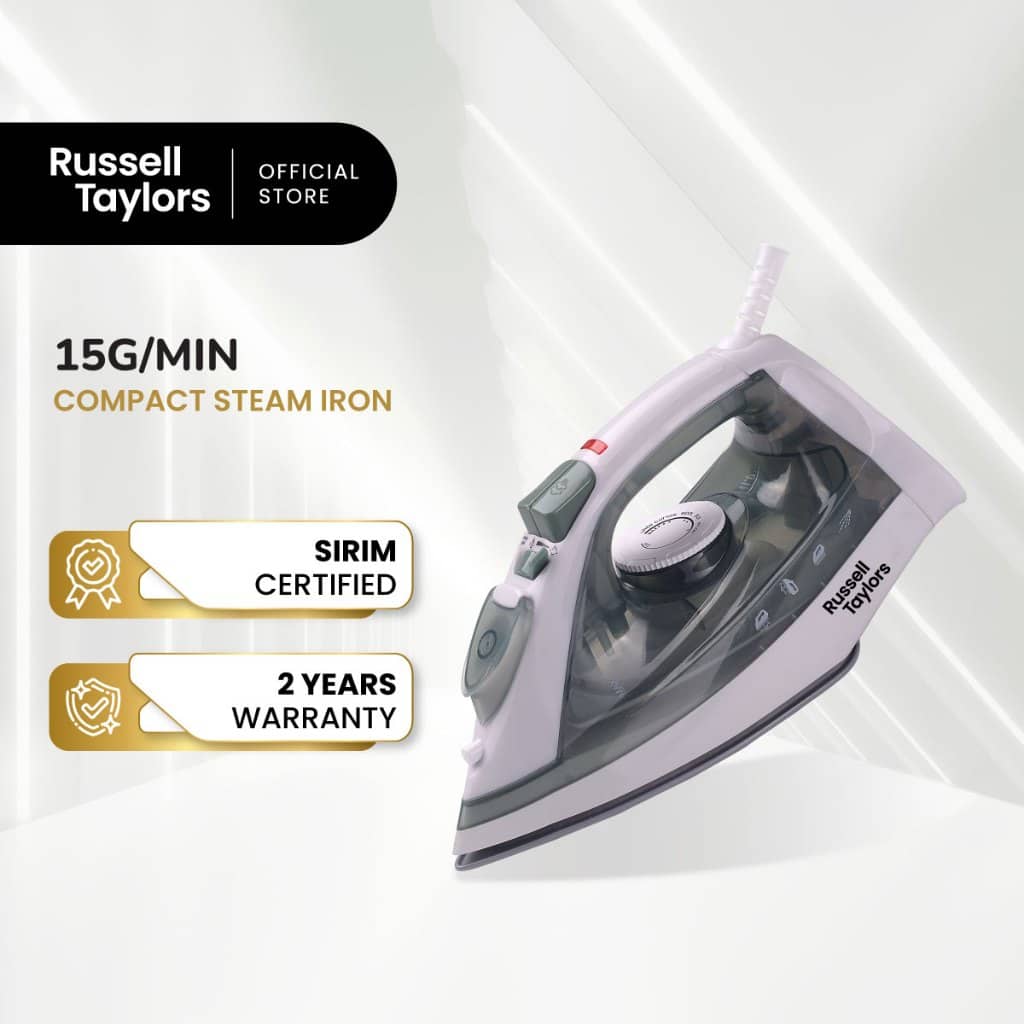 Russell
Taylors
OFFICIAL
STORE
15G/MIN
COMPACT STEAM IRON
SIRIM
CERTIFIED
2 YEARS
WARRANTY
Russell
Taylors